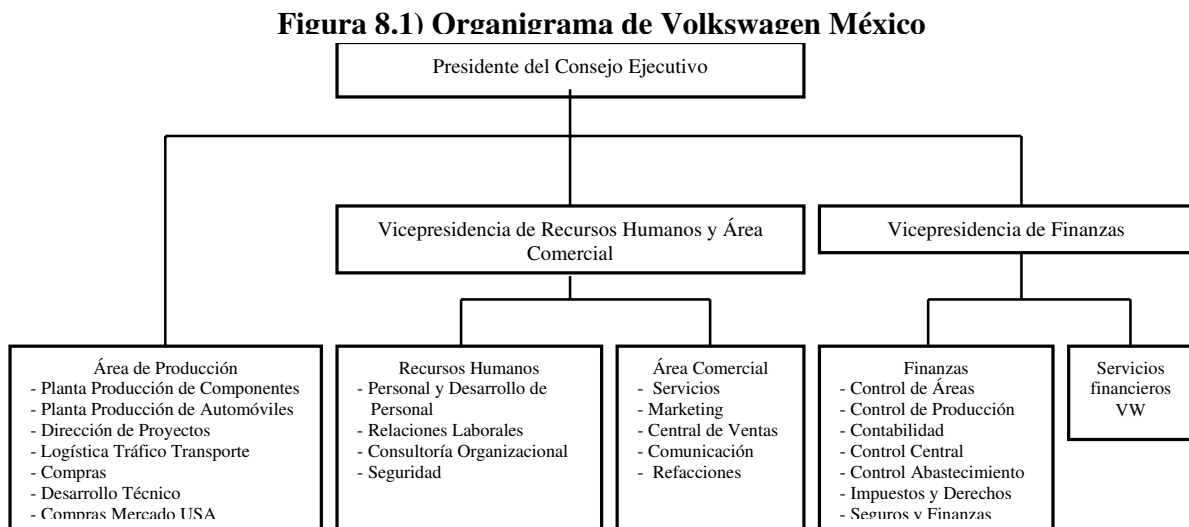 Figura 8.1) Organigrama de Volkswagen México
Presidente del Consejo Ejecutivo
Vicepresidencia de Recursos Humanos y Área
Comercial
Vicepresidencia de Finanzas
Área de Producción
- Planta Producción de Componentes
- Planta Producción de Automóviles
- Dirección de Proyectos
- Logística Tráfico Transporte
- Compras
- Desarrollo Técnico
- Compras Mercado USA
Recursos Humanos
- Personal y Desarrollo de
Personal
- Relaciones Laborales
- Consultoría Organizacional
- Seguridad
Área Comercial
- Servicios
- Marketing
- Central de Ventas
- Comunicación
- Refacciones
Finanzas
- Control de Áreas
- Control de Producción
- Contabilidad
- Control Central
- Control Abastecimiento
- Impuestos y Derechos
- Seguros y Finanzas
Servicios
financieros
VW